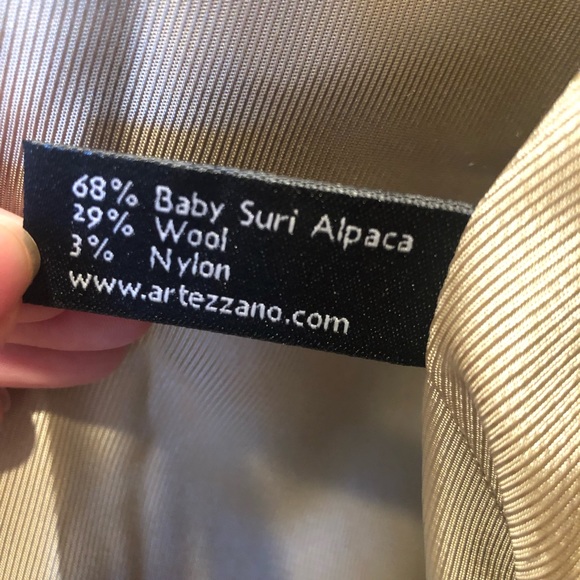 68% Baby Suri Alpaca
29% Wool
3% Nylon
www.artezzano.com